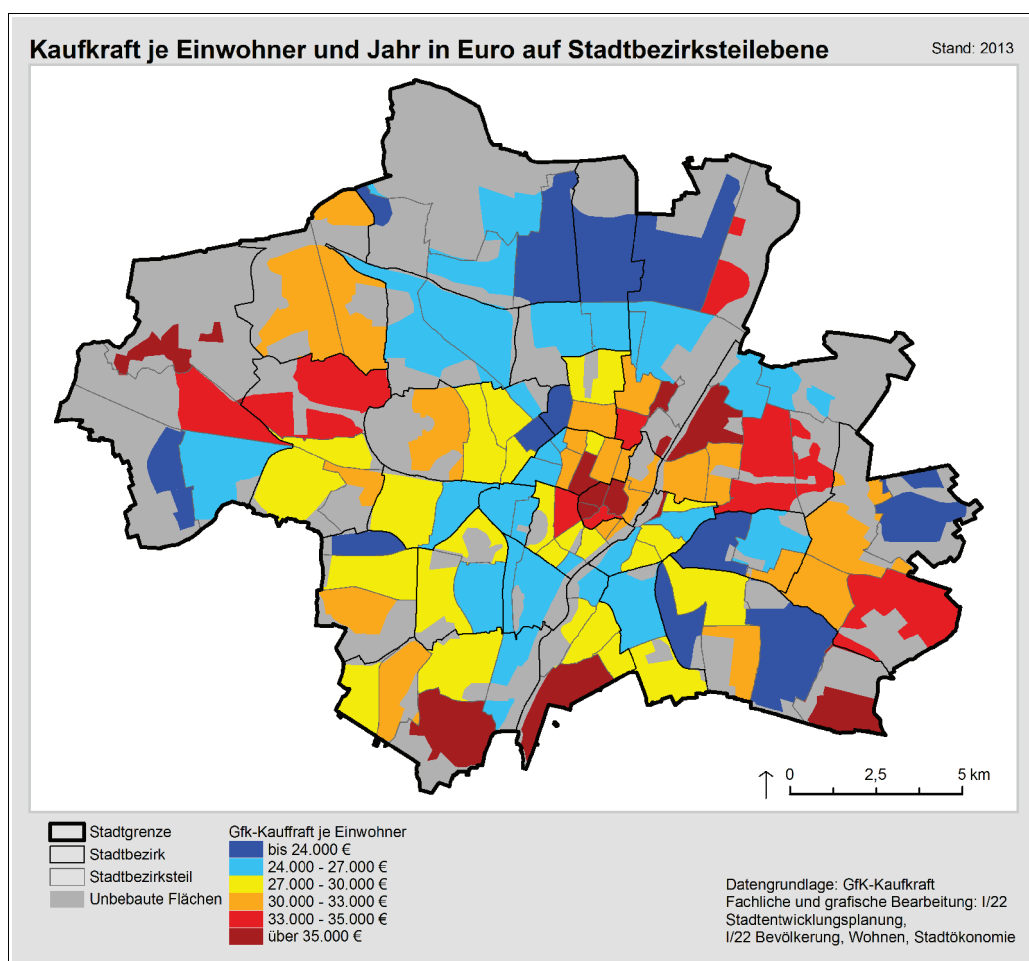 Kaufkraft je Einwohner und Jahr in Euro auf Stadtbezirksteilebene
Stand: 2013
0 2,5 5 km
Stadtgrenze
Stadtbezirk
Stadtbezirksteil
Unbebaute Flächen
Gfk-Kauffraft je Einwohner
bis 24.000 €
24.000 - 27.000 €
27.000 - 30.000 €
30.000 - 33.000 €
33.000 - 35.000 €
über 35.000 €
Datengrundlage: GfK-Kaufkraft
Fachliche und grafische Bearbeitung: I/22
Stadtentwicklungsplanung,
I/22 Bevölkerung, Wohnen, Stadtökonomie